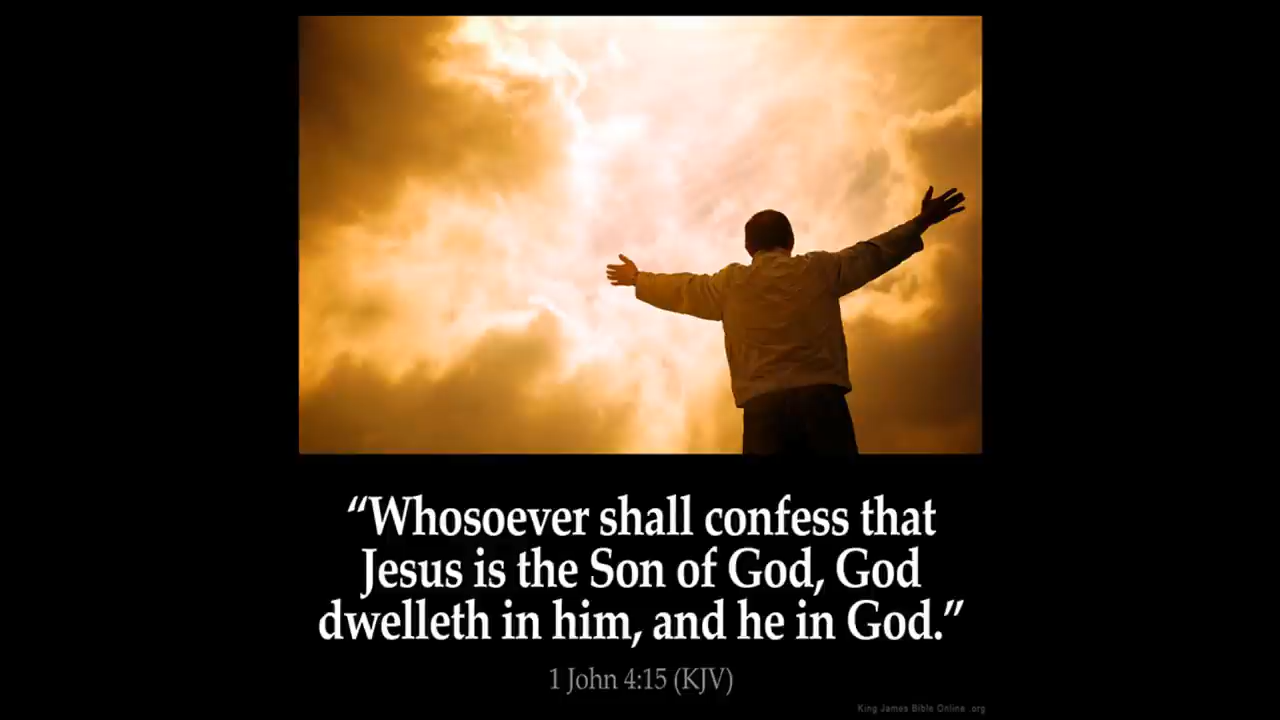 “Whosoever shall confess that
Jesus is the Son of God, God
dwelleth in him, and he in God.”
1 John 4:15 (KJV)
King James Bible Online .org